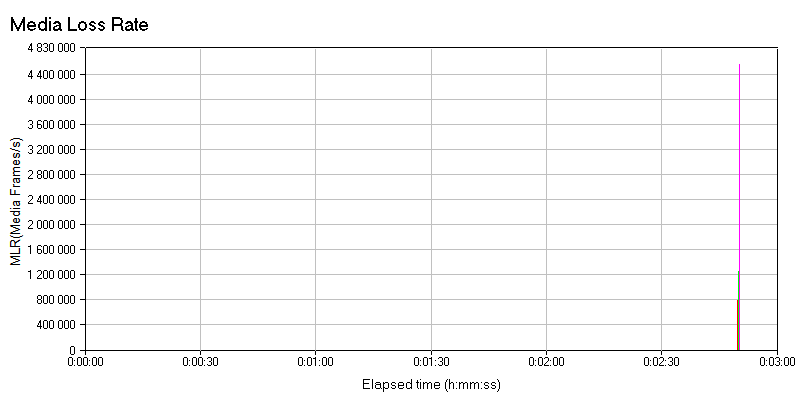 Media Loss Rate
4 830 000
4 400 000
4 000 000
3 600 000
3 200 000
2 800 000
2 400 000
2 000 000
1 600 000
1 200 000
800 000
400 000
0
MLR(Media Frames/s)
0:00:00 0:00:30 0:01:00 0:01:30 0:02:00 0:02:30 0:03:00
Elapsed time (h:mm:ss)